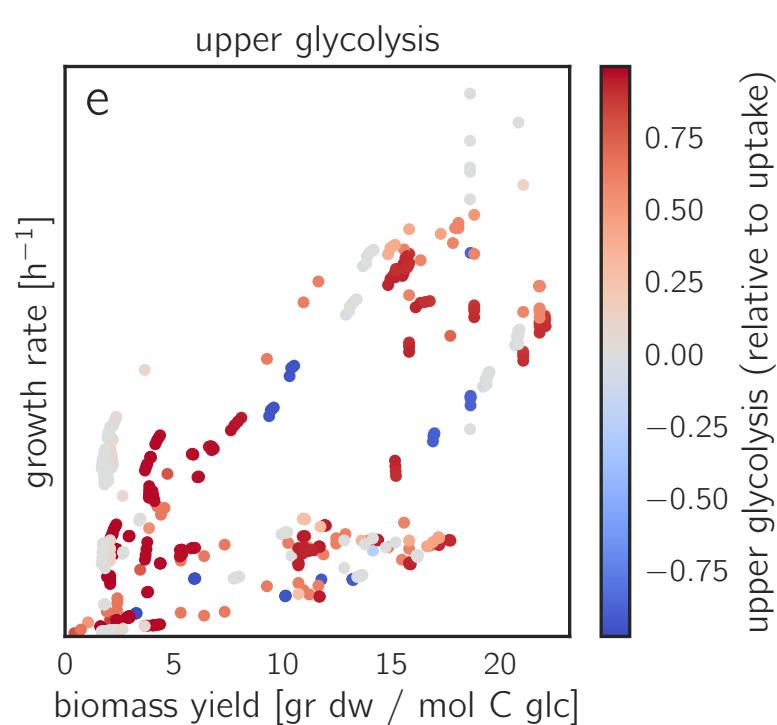 upper glycolysis
e
growth rate [h⁻¹]
0 5 10 15 20
biomass yield [gr dw / mol C glc]
0.75
0.50
0.25
0.00
−0.25
−0.50
−0.75
upper glycolysis (relative to uptake)